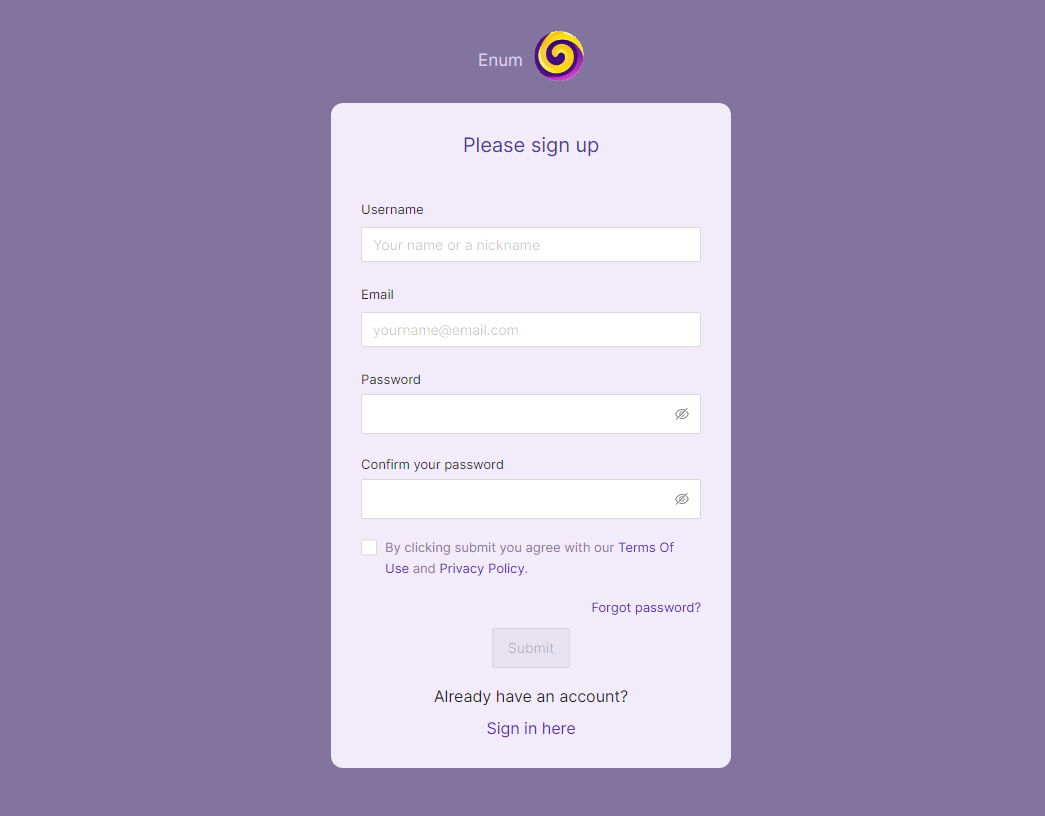 Enum
Please sign up
Username
Your name or a nickname
Email
yourname@email.com
Password
Confirm your password
By clicking submit you agree with our Terms Of
Use and Privacy Policy.
Forgot password?
Submit
Already have an account?
Sign in here